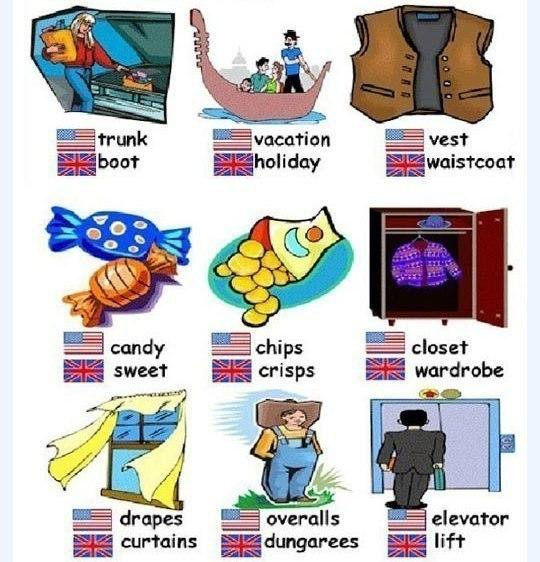 trunk
boot
vacation
holiday
vest
waistcoat
candy
sweet
chips
crisps
closet
wardrobe
drapes
curtains
overalls
dungarees
elevator
lift